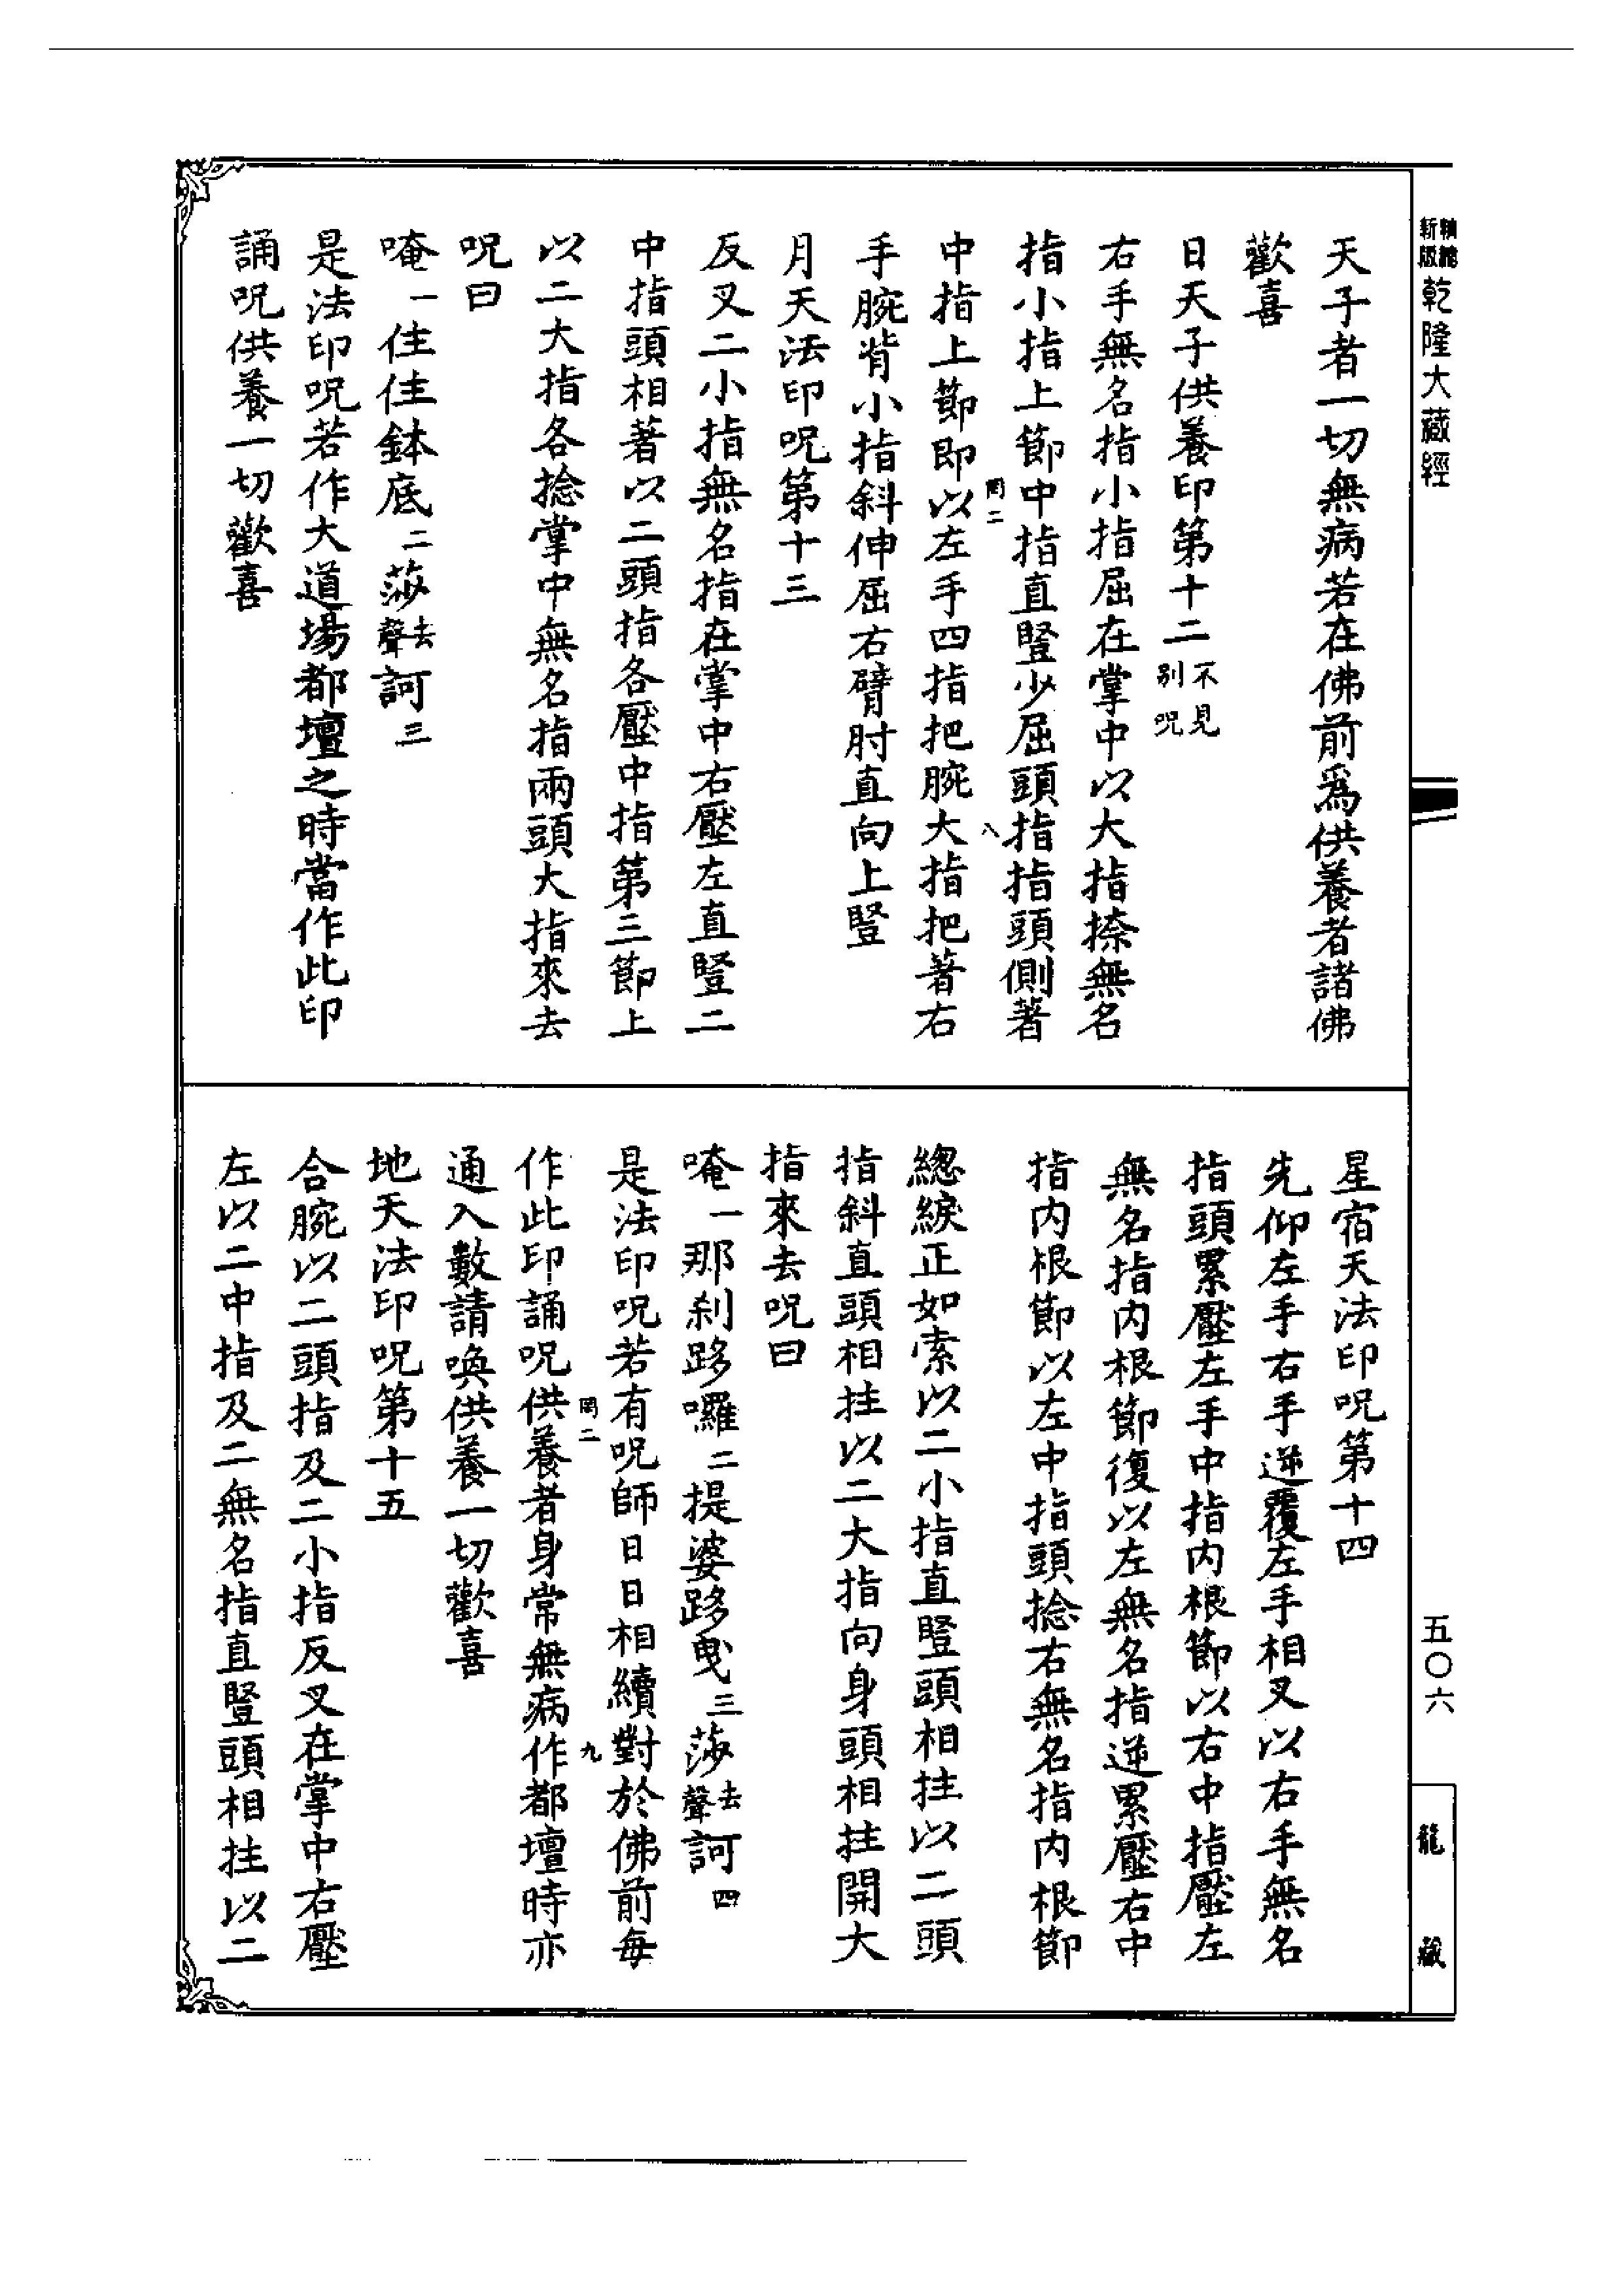 新版
乾隆大藏經
天子者一切無病若在佛前爲供養者諸佛
歡喜
日天子供養印第十二不見別呪
右手無名指小指屈在掌中以大指捺無名
指小指上節中指直豎少屈頭指指頭側著
罔二 八
中指上節即以左手四指把腕大指把著右
手腕背小指斜伸屈右臂肘直向上豎
月天法印呪第十三
反叉二小指無名指在掌中右壓左直豎二
中指頭相著以二頭指各壓中指第三節上
以二大指各捻掌中無名指兩頭大指來去
呪曰
唵一住住鉢底二莎去聲訶三
是法印呪若作大道場都壇之時當作此印
誦呪供養一切歡喜
星宿天法印呪第十四
先仰左手右手逆覆左手相叉以右手無名
指頭累壓左手中指內根節以右中指壓左
無名指內根節復以左無名指逆累壓右中
指內根節以左中指頭捻右無名指內根節
總綟正如索以二小指直豎頭相拄以二頭
指斜直頭相拄以二大指向身頭相拄開大
指來去呪曰
唵一那剎跢囉二提婆跢曳三莎去聲訶四
是法印呪若有呪師日日相續對於佛前每
作此印誦呪供養者身常無病作都壇時亦
罔二 九
通入數請喚供養一切歡喜
地天法印呪第十五
合腕以二頭指及二小指反叉在掌中右壓
左以二中指及二無名指直豎頭相拄以二
五〇六
龍藏